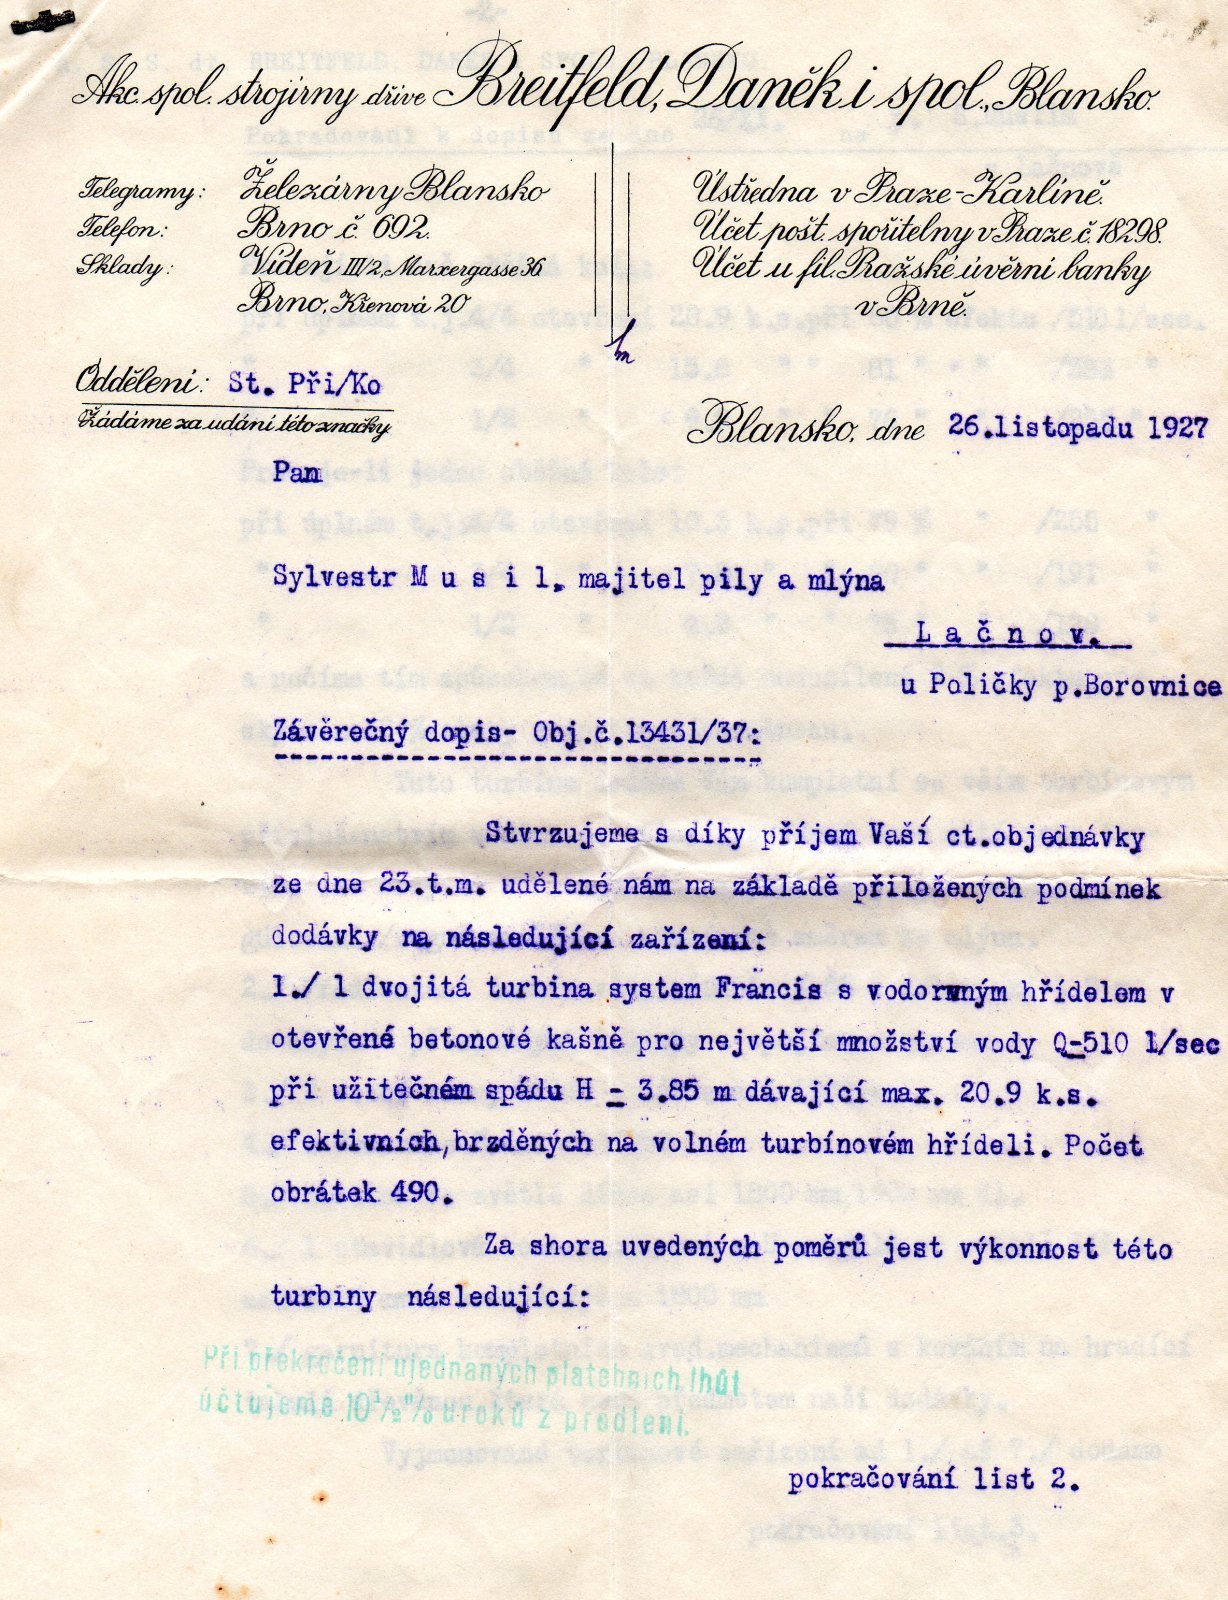 Akc. spol. strojírny dříve Breitfeld, Daněk i spol., Blansko.
Telegramy: Železárny Blansko
Telefon: Brno č. 692.
Sklady: Vídeň III/2, Marxergasse 36
Brno, Křenová 20
Ústředna v Praze-Karlíně.
Účet pošt. spořitelny v Praze č. 18298.
Účet u fil. Pražské úvěrní banky
v Brně.
Oddělení: St. Při/Ko
Žádáme za udání této značky
Blansko, dne 26.listopadu 1927
Pan
Sylvestr M u s i l, majitel pily a mlýna
L a č n o v.
u Poličky p.Borovnice
Závěrečný dopis- Obj.č.13431/37:
Stvrzujeme s díky příjem Vaší ct.objednávky
ze dne 23.t.m. udělené nám na základě přiložených podmínek
dodávky na následující zařízení:
1./ 1 dvojitá turbina system Francis s vodorwným hřídelem v
otevřené betonové kašně pro největší množství vody Q-510 l/sec
při užitečném spádu H - 3.85 m dávající max. 20.9 k.s.
efektivních,brzděných na volném turbínovém hřídeli. Počet
obrátek 490.
Za shora uvedených poměrů jest výkonnost této
turbiny následující:
Při překročení ujednaných platebních lhůt
účtujeme 10½% úroků z prodlení.
pokračování list 2.